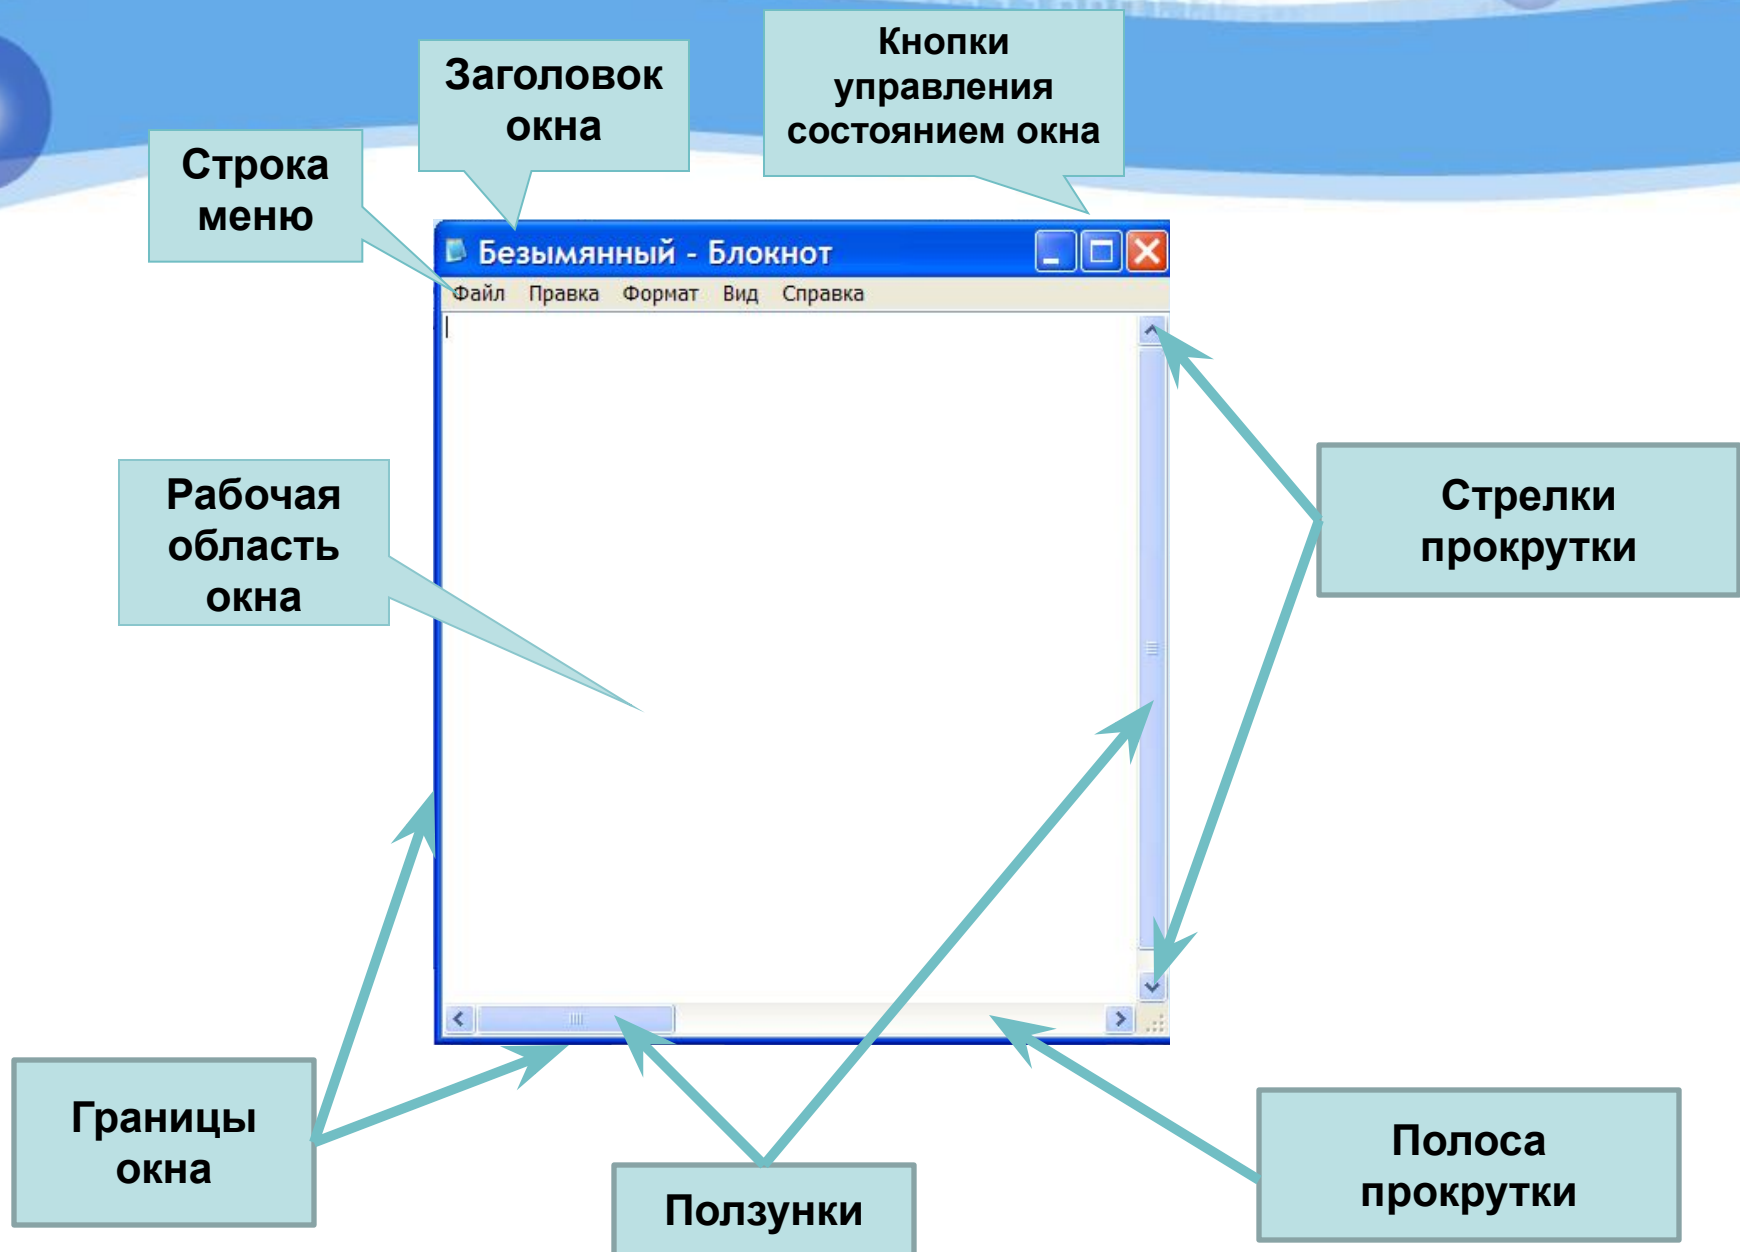 Кнопки
управления
состоянием окна
Заголовок
окна
Строка
меню
Безымянный - Блокнот
Файл Правка Формат Вид Справка
Рабочая
область
окна
Стрелки
прокрутки
Границы
окна
Ползунки
Полоса
прокрутки